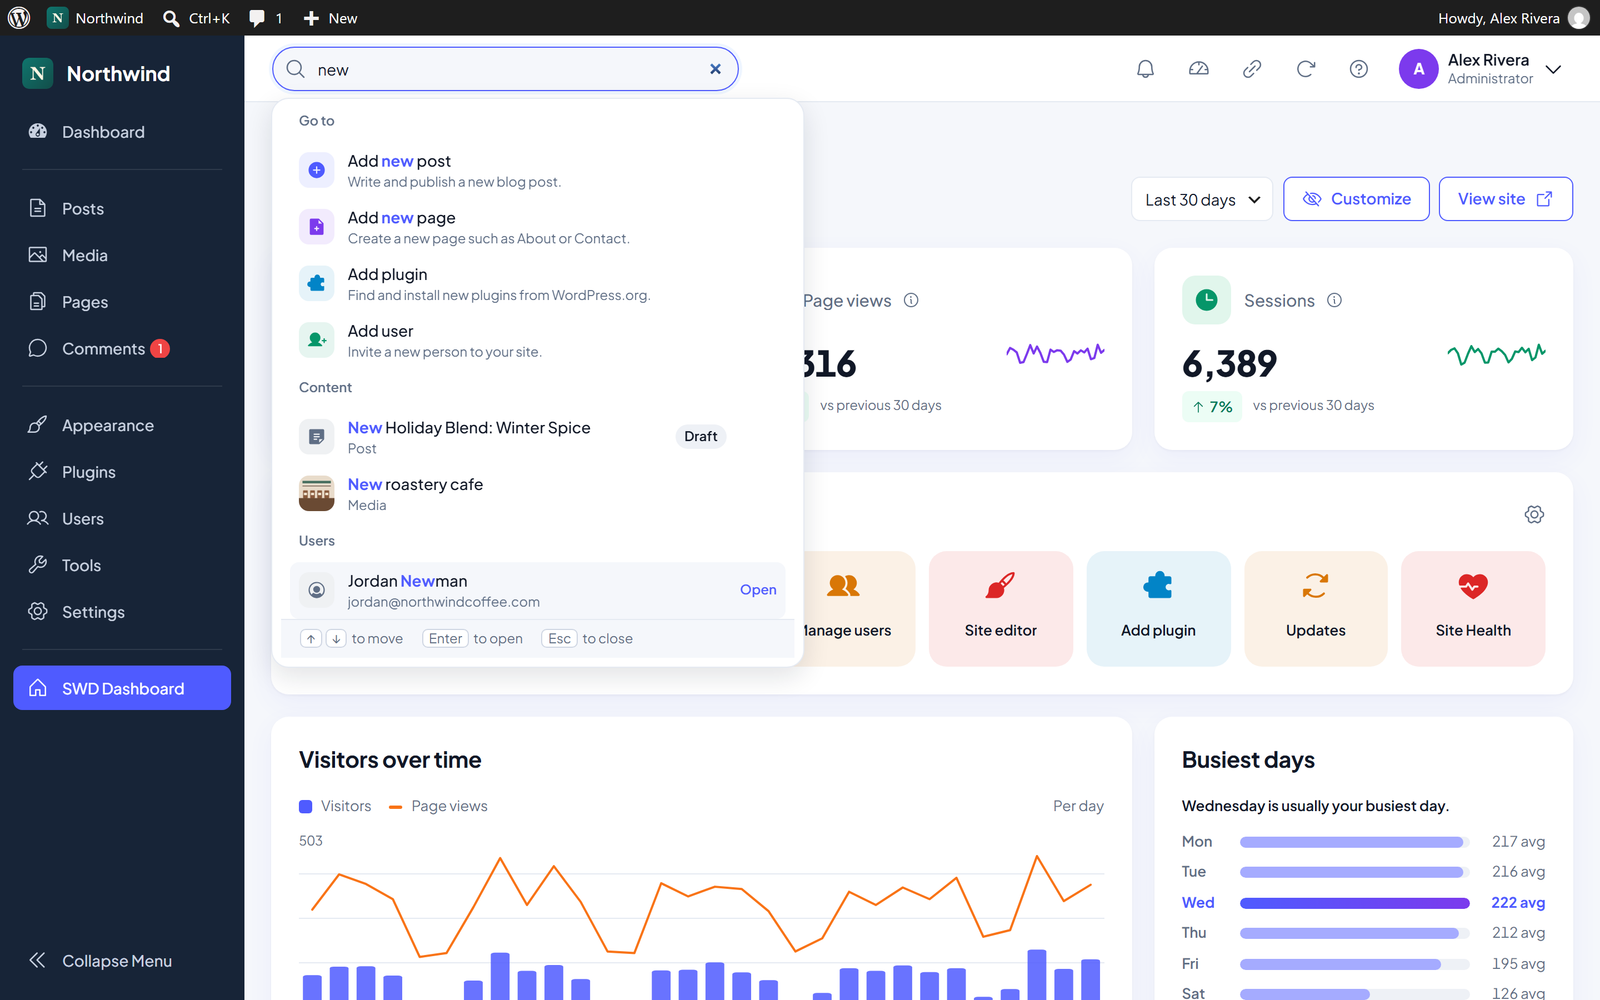 Northwind
Ctrl+K
1
New
Howdy, Alex Rivera
N
Northwind
Dashboard
Posts
Media
Pages
Comments 1
Appearance
Plugins
Users
Tools
Settings
SWD Dashboard
Collapse Menu
new
A
Alex Rivera
Administrator
Go to
Add new post
Write and publish a new blog post.
Add new page
Create a new page such as About or Contact.
Add plugin
Find and install new plugins from WordPress.org.
Add user
Invite a new person to your site.
Content
New Holiday Blend: Winter Spice
Post
Draft
New roastery cafe
Media
Users
Jordan Newman
jordan@northwindcoffee.com
Open
↑ ↓ to move Enter to open Esc to close
Last 30 days
Customize
View site
Page views
316
vs previous 30 days
Sessions
6,389
↑ 7% vs previous 30 days
Manage users
Site editor
Add plugin
Updates
Site Health
Visitors over time
Visitors
Page views
Per day
503
Busiest days
Wednesday is usually your busiest day.
Mon 217 avg
Tue 216 avg
Wed 222 avg
Thu 212 avg
Fri 195 avg
Sat 126 avg